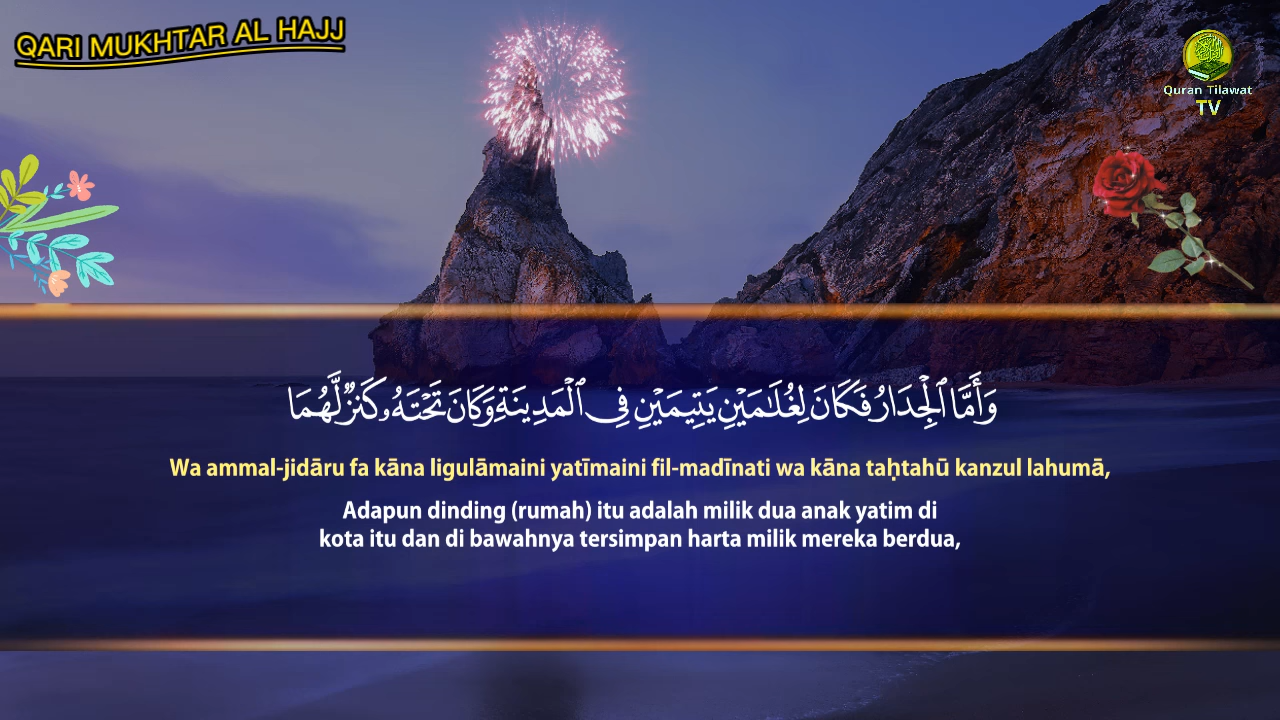 QARI MUKHTAR AL HAJJ
Quran Tilawat
TV
وَأَمَّا ٱلْجِدَارُ فَكَانَ لِغُلَـٰمَيْنِ يَتِيمَيْنِ فِى ٱلْمَدِينَةِ وَكَانَ تَحْتَهُۥ كَنزٌ لَّهُمَا
Wa ammal-jidāru fa kāna ligulāmaini yatīmaini fil-madīnati wa kāna taḥtahū kanzul lahumā,
Adapun dinding (rumah) itu adalah milik dua anak yatim di
kota itu dan di bawahnya tersimpan harta milik mereka berdua,